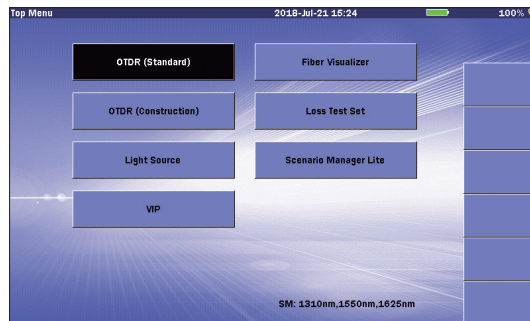 Top Menu 2018-Jul-21 15:24 100%
OTDR (Standard) Fiber Visualizer
OTDR (Construction) Loss Test Set
Light Source Scenario Manager Lite
VIP
SM: 1310nm,1550nm,1625nm